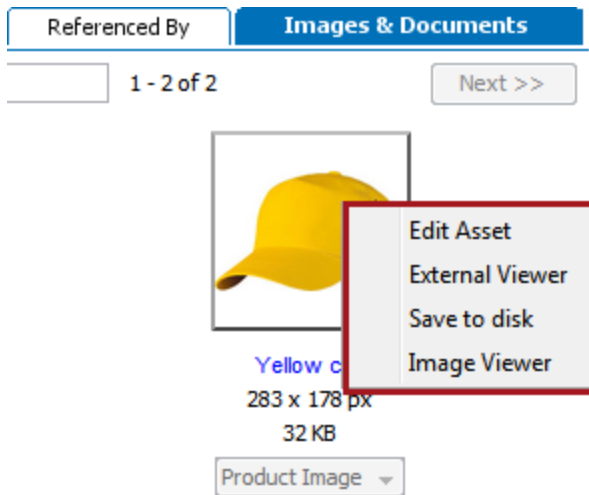 Referenced By
Images & Documents
1 - 2 of 2
Next >>
Edit Asset
External Viewer
Save to disk
Image Viewer
Yellow c
283 x 178 px
32 KB
Product Image